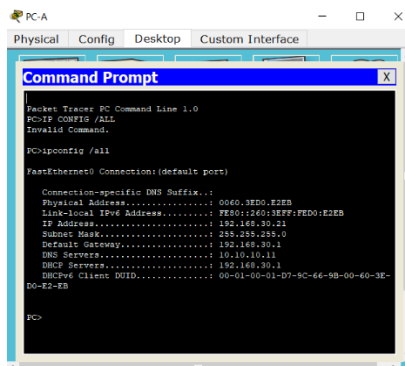 PC-A
Physical Config Desktop Custom Interface
Command Prompt X
Packet Tracer PC Command Line 1.0
PC>IP CONFIG /ALL
Invalid Command.
PC>ipconfig /all
FastEthernet0 Connection:(default port)
Connection-specific DNS Suffix..:
Physical Address................: 0060.3ED0.E2EB
Link-local IPv6 Address.........: FE80::260:3EFF:FED0:E2EB
IP Address......................: 192.168.30.21
Subnet Mask.....................: 255.255.255.0
Default Gateway.................: 192.168.30.1
DNS Servers.....................: 10.10.10.11
DHCP Servers....................: 192.168.30.1
DHCPv6 Client DUID..............: 00-01-00-01-D7-9C-66-9B-00-60-3E-
D0-E2-EB
PC>